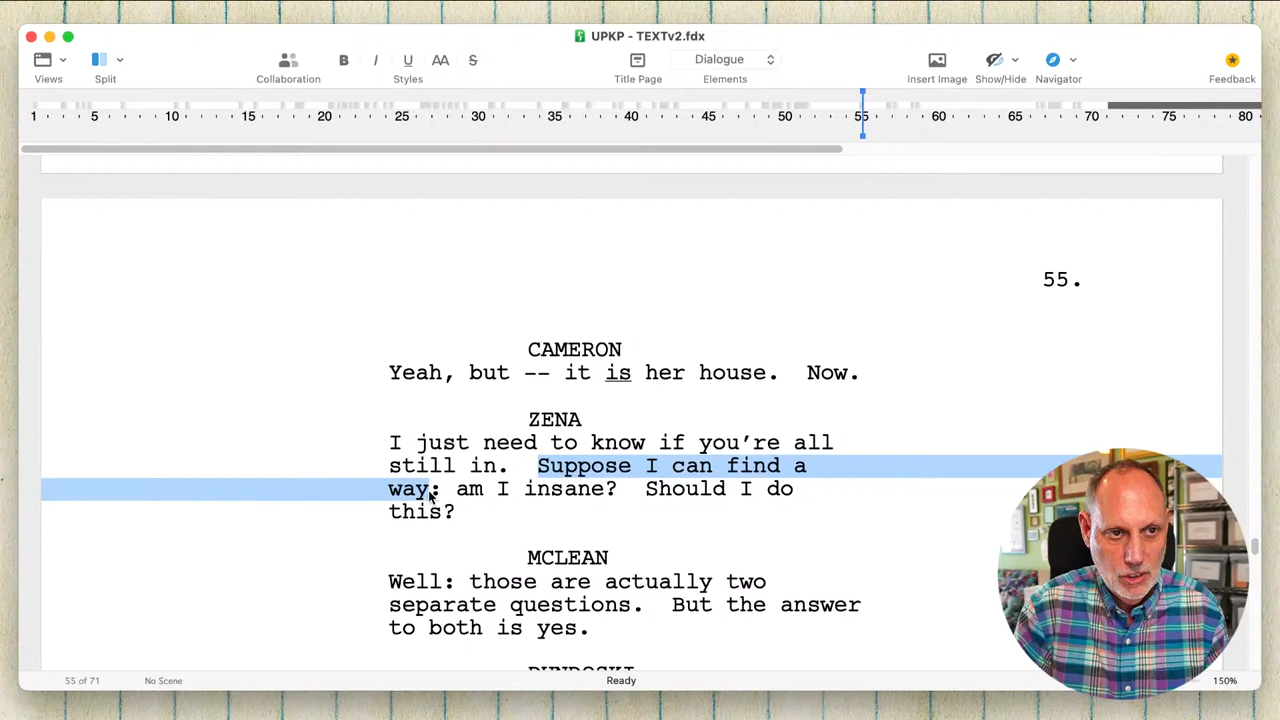 UPKP - TEXTv2.fdx
B I U AA S Dialogue
Views Split Collaboration Styles Title Page Elements Insert Image Show/Hide Navigator Feedback
1 5 10 15 20 25 30 35 40 45 50 55 60 65 70 75 80
55.
CAMERON
Yeah, but -- it is her house.  Now.
ZENA
I just need to know if you’re all
still in.  Suppose I can find a
way: am I insane?  Should I do
this?
MCLEAN
Well: those are actually two
separate questions.  But the answer
to both is yes.
55 of 71 No Scene Ready 150%